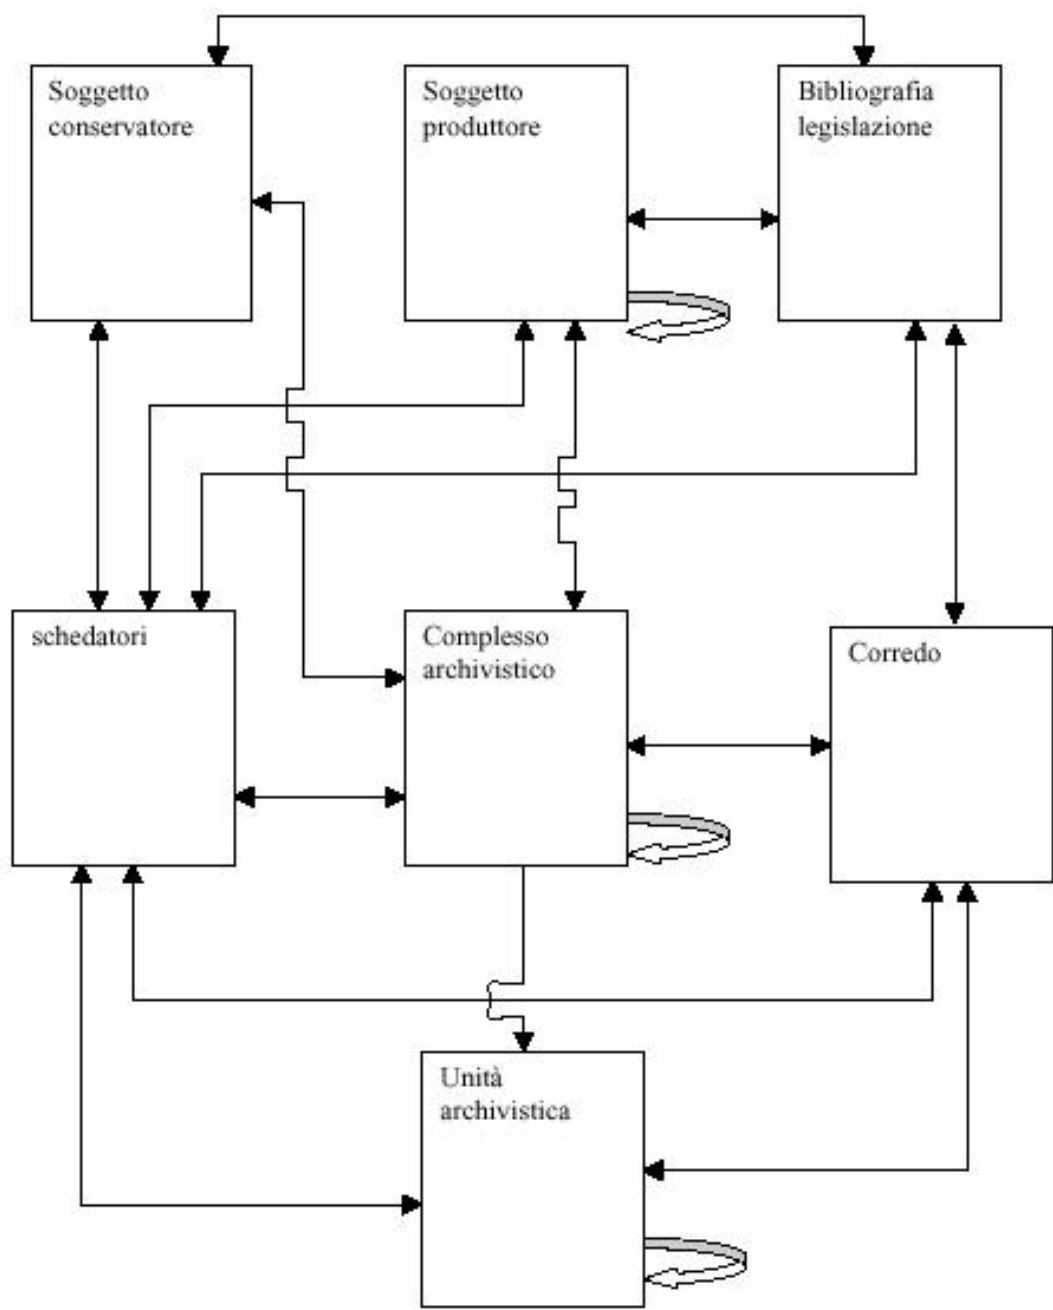 Soggetto
conservatore
Soggetto
produttore
Bibliografia
legislazione
schedatori
Complesso
archivistico
Corredo
Unità
archivistica